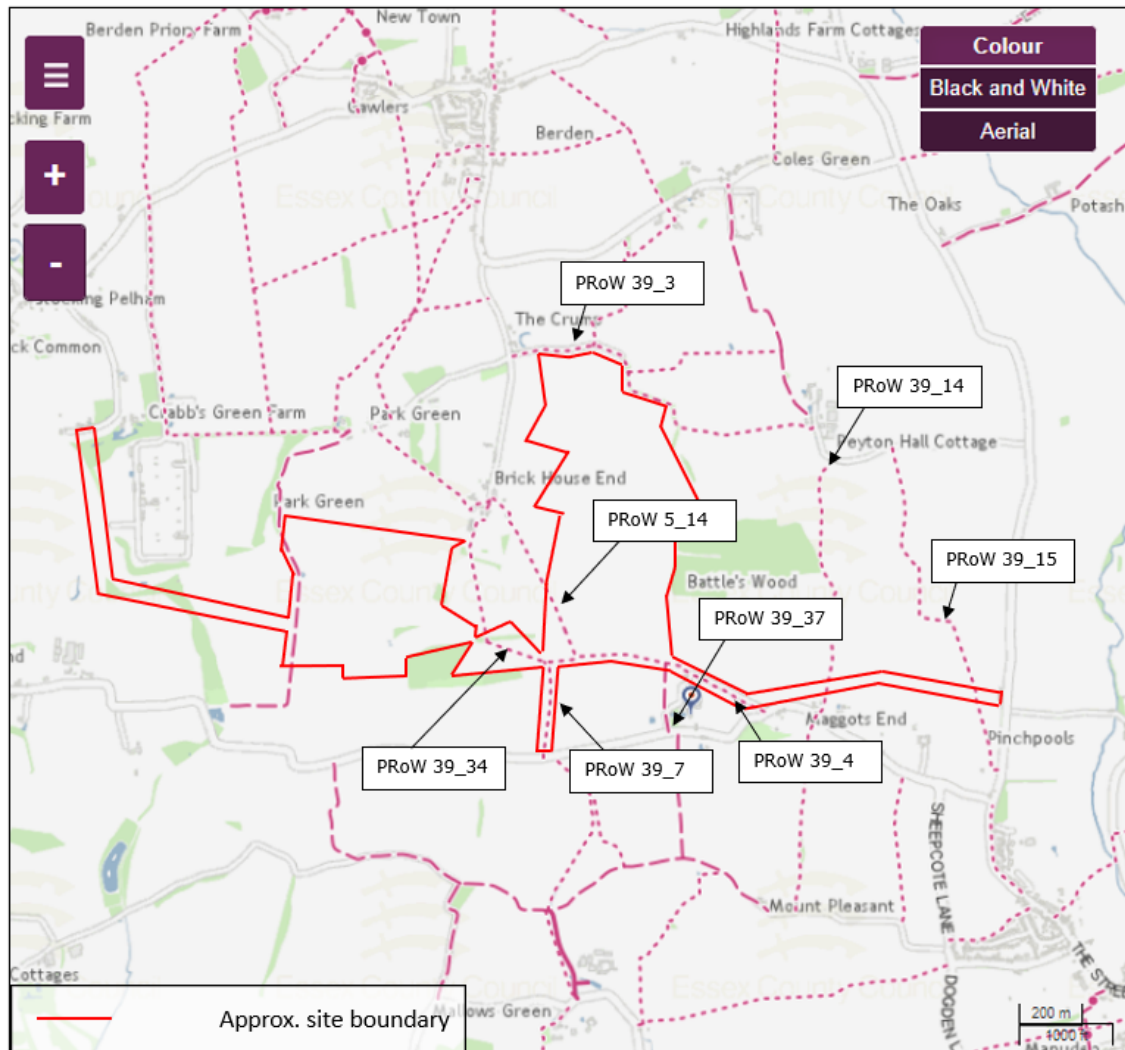 Berden Priory Farm
New Town
Highlands Farm Cottages
Colour
Black and White
Aerial
☰
+
-
cking Farm
Berden
Coles Green
Essex County Council
The Oaks
Potash
PRoW 39_3
Stocking Pelham
The Crump
ck Common
PRoW 39_14
Crabb's Green Farm
Park Green
Peyton Hall Cottage
Brick House End
Park Green
PRoW 5_14
PRoW 39_15
Battle's Wood
PRoW 39_37
nd
Maggots End
Pinchpools
PRoW 39_34
PRoW 39_7
PRoW 39_4
SHEEPCOTE LANE
Mount Pleasant
THE STREE
Cottages
DOGDEN L
Mallows Green
Approx. site boundary
200 m
1000 ft